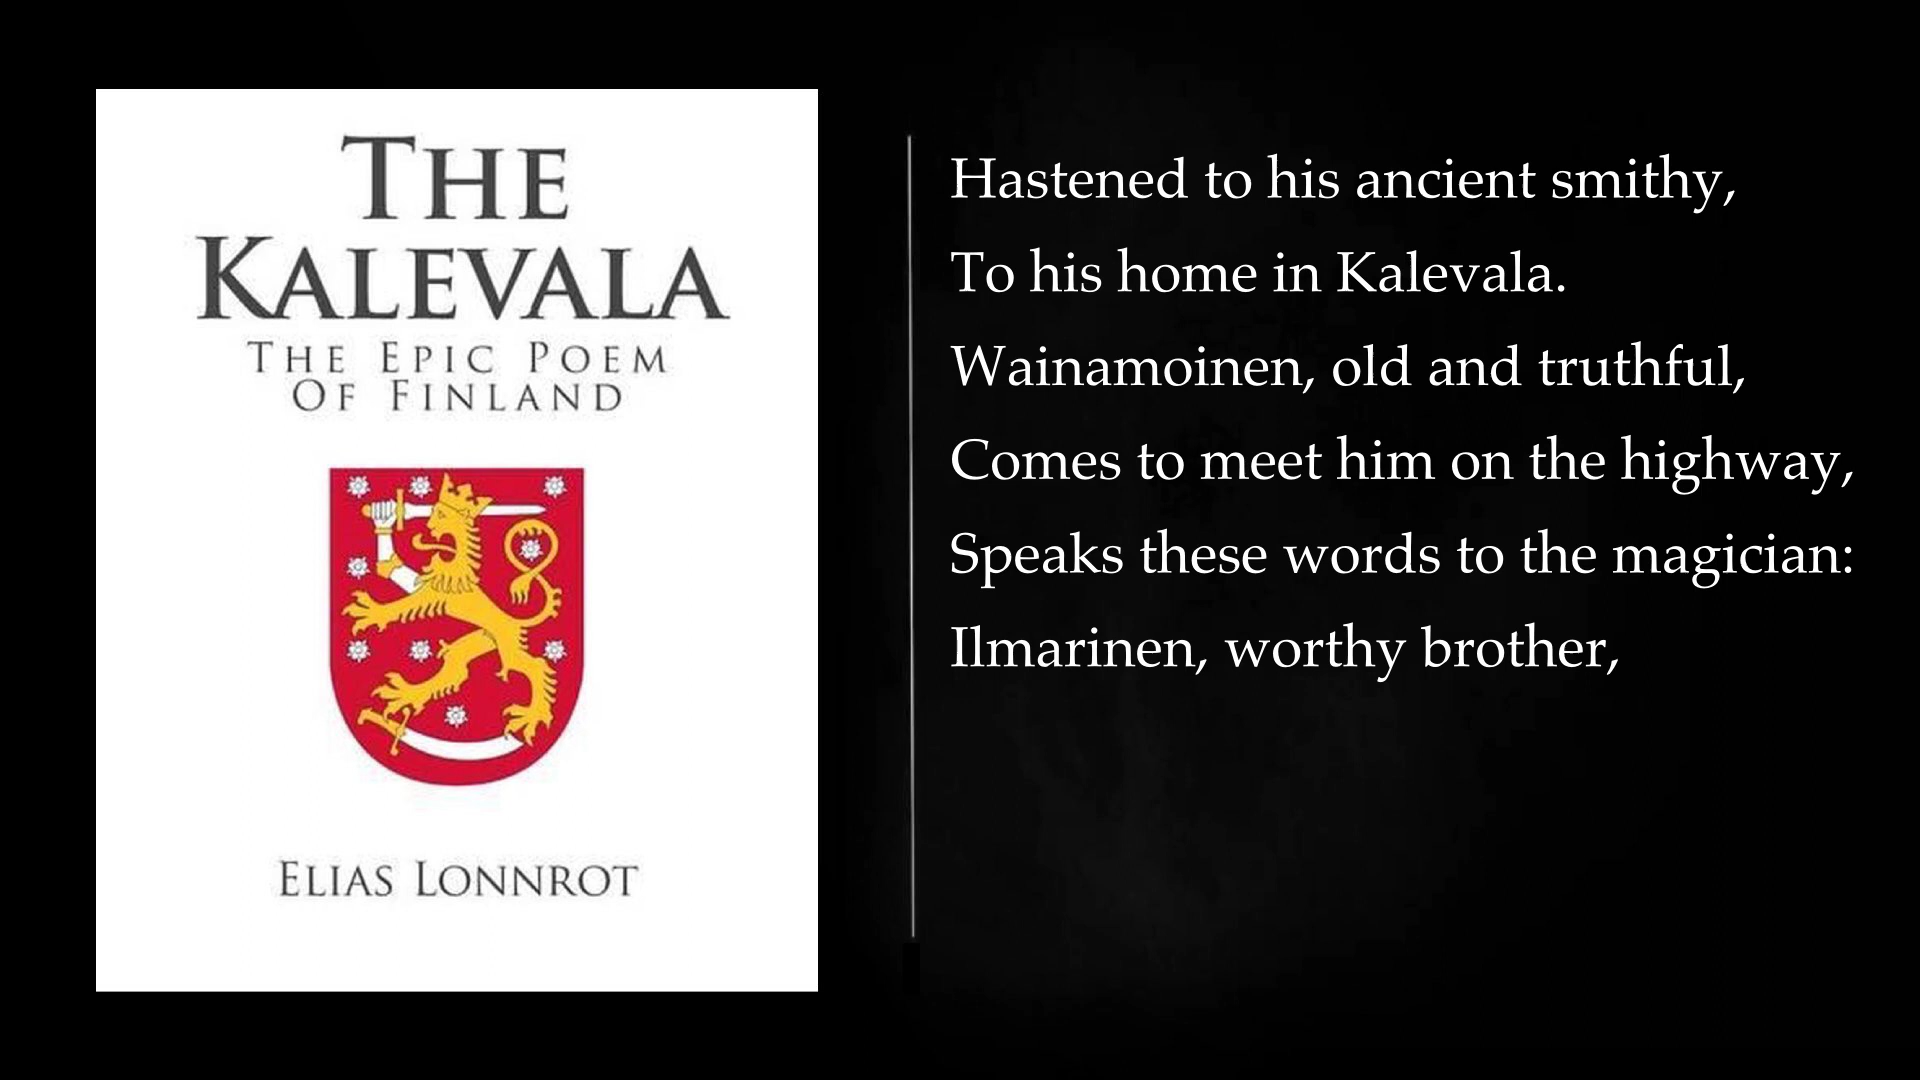 THE
KALEVALA
THE EPIC POEM
OF FINLAND
ELIAS LONNROT
Hastened to his ancient smithy,
To his home in Kalevala.
Wainamoinen, old and truthful,
Comes to meet him on the highway,
Speaks these words to the magician:
Ilmarinen, worthy brother,